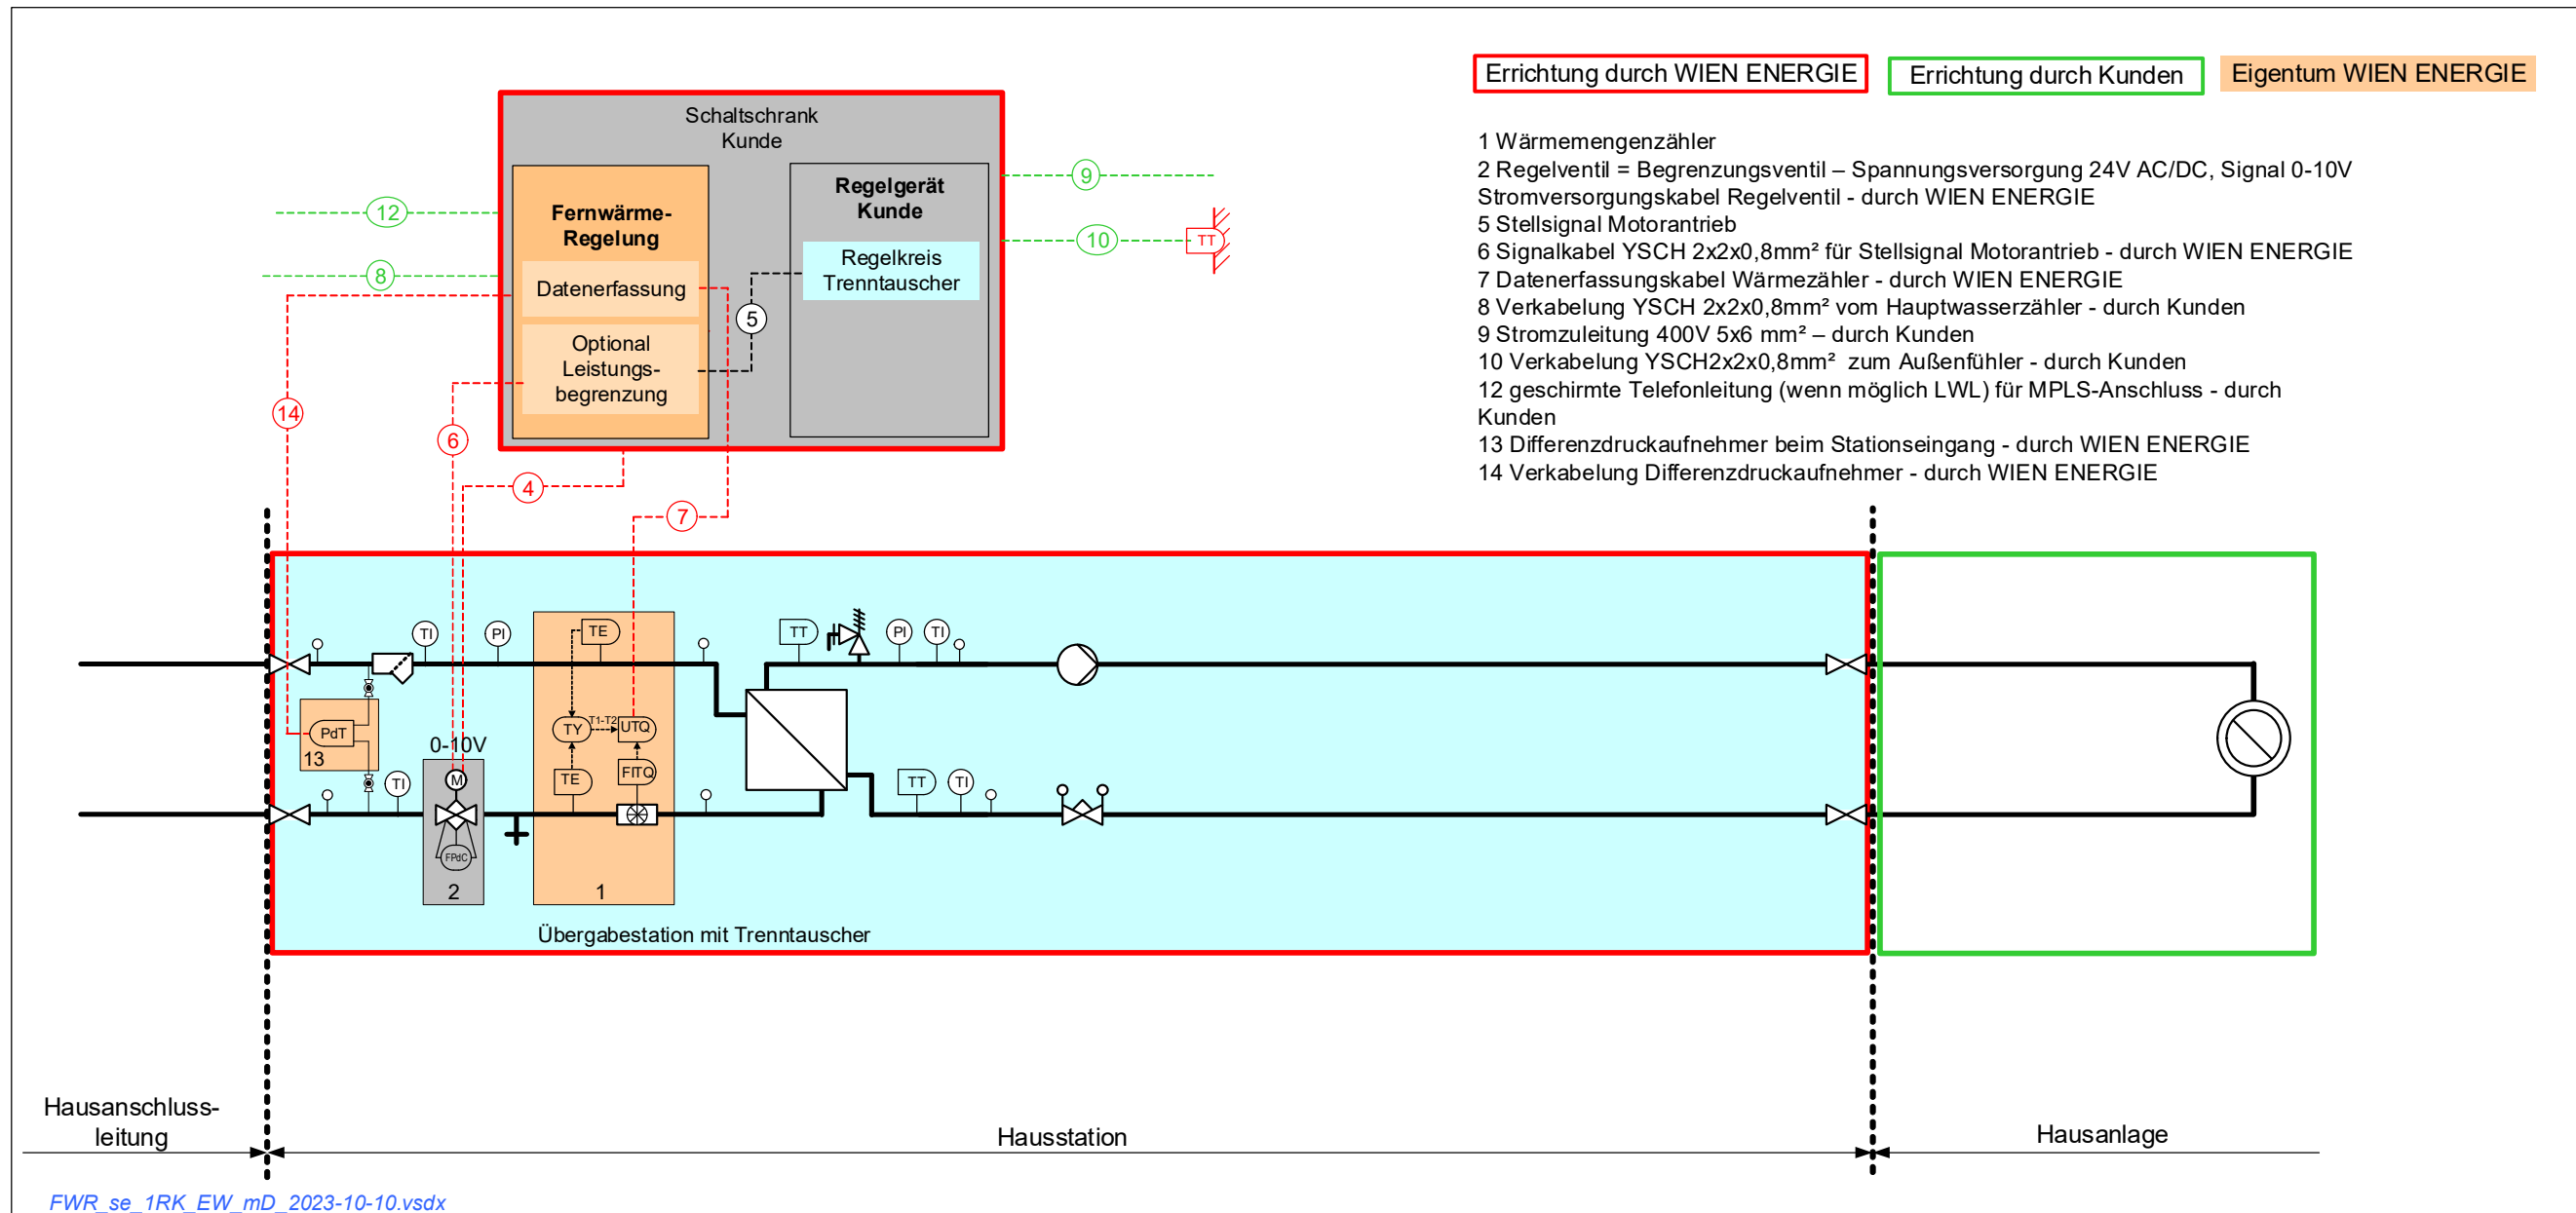 Errichtung durch WIEN ENERGIE
Errichtung durch Kunden
Eigentum WIEN ENERGIE
1 Wärmemengenzähler
2 Regelventil = Begrenzungsventil – Spannungsversorgung 24V AC/DC, Signal 0-10V
Stromversorgungskabel Regelventil - durch WIEN ENERGIE
5 Stellsignal Motorantrieb
6 Signalkabel YSCH 2x2x0,8mm² für Stellsignal Motorantrieb - durch WIEN ENERGIE
7 Datenerfassungskabel Wärmezähler - durch WIEN ENERGIE
8 Verkabelung YSCH 2x2x0,8mm² vom Hauptwasserzähler - durch Kunden
9 Stromzuleitung 400V 5x6 mm² – durch Kunden
10 Verkabelung YSCH2x2x0,8mm² zum Außenfühler - durch Kunden
12 geschirmte Telefonleitung (wenn möglich LWL) für MPLS-Anschluss - durch
Kunden
13 Differenzdruckaufnehmer beim Stationseingang - durch WIEN ENERGIE
14 Verkabelung Differenzdruckaufnehmer - durch WIEN ENERGIE
Schaltschrank
Kunde
Fernwärme-
Regelung
Datenerfassung
Optional
Leistungs-
begrenzung
Regelgerät
Kunde
Regelkreis
Trenntauscher
12
8
14
6
4
7
5
9
10
TT
TI
PI
TE
TT
PI
TI
PdT
13
0-10V
TY
T1-T2
UTQ
TI
M
TE
FITQ
TT
TI
FPdC
2
1
Übergabestation mit Trenntauscher
Hausanschluss-
leitung
Hausstation
Hausanlage
FWR_se_1RK_EW_mD_2023-10-10.vsdx